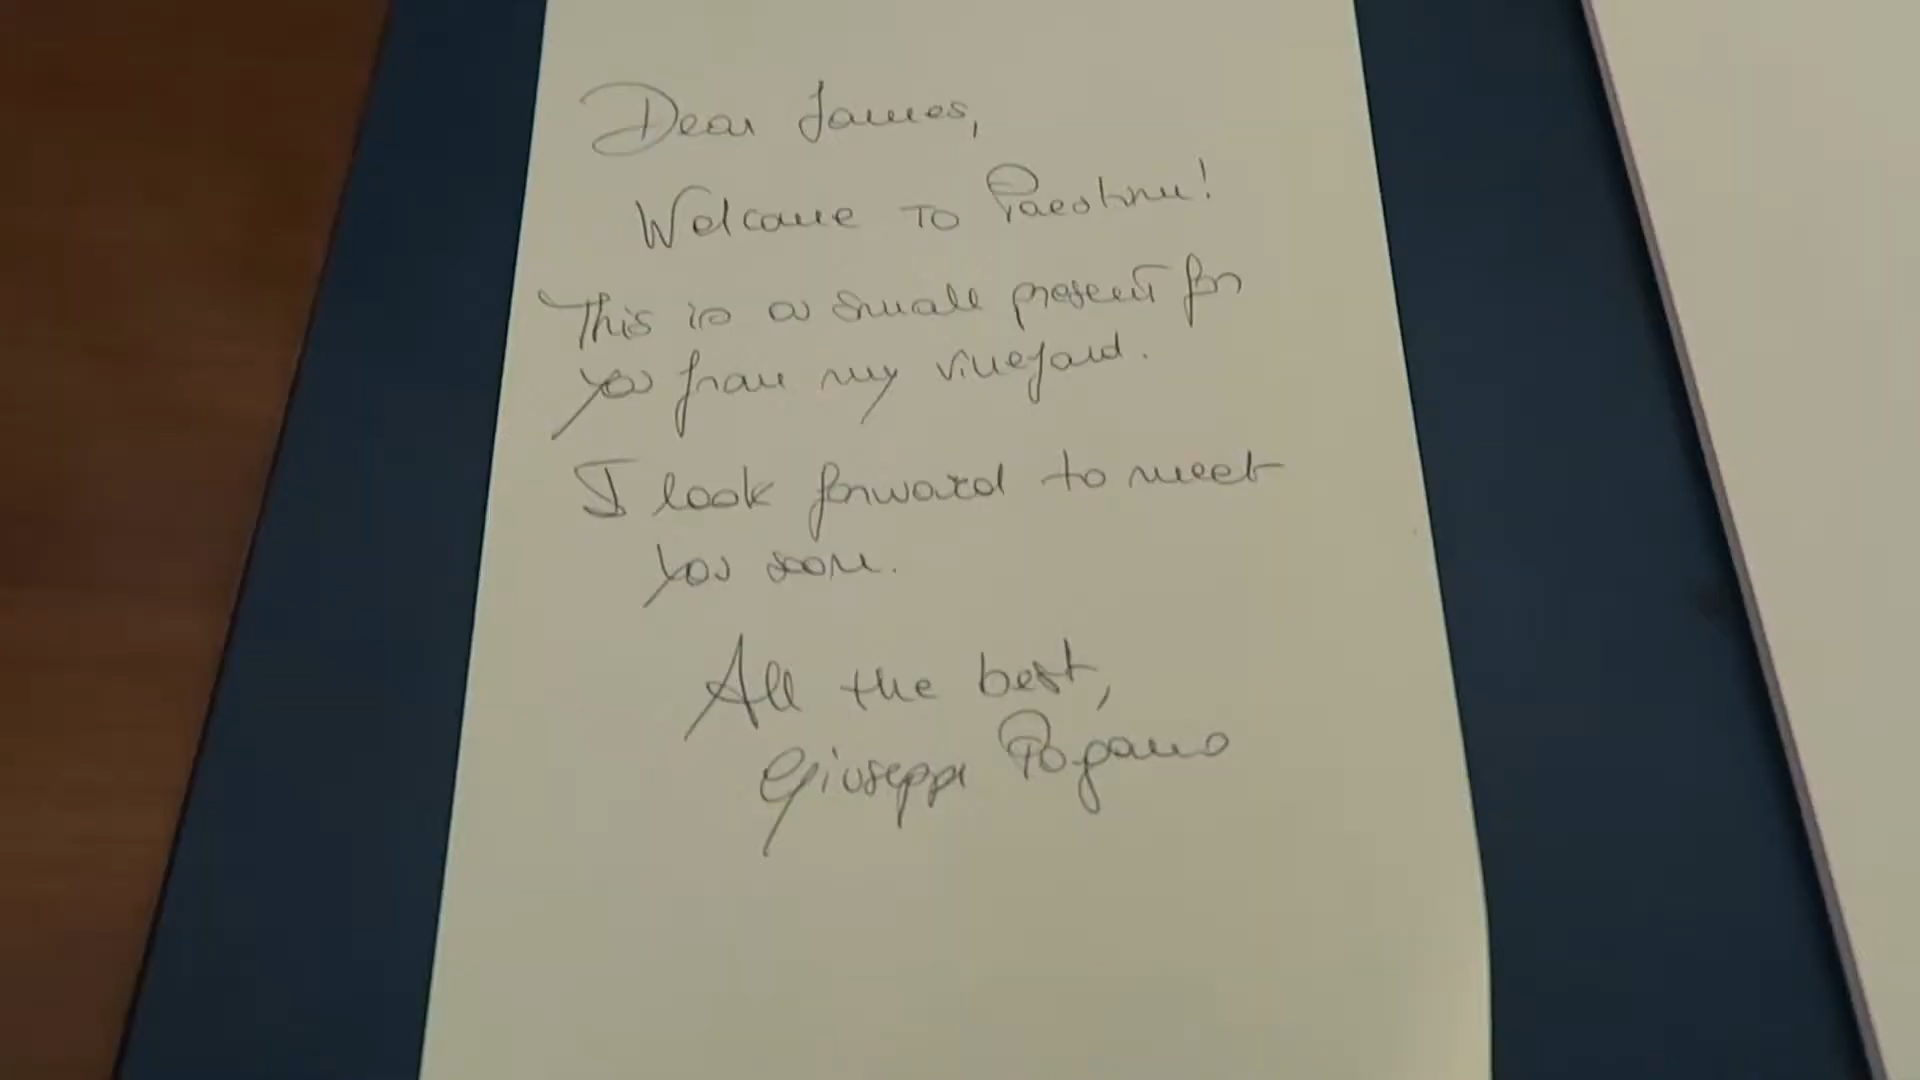 Dear James,
Welcome TO Paestum!
This is a small present for
you from my vineyard.
I look forward to meet
you soon.
All the best,
Giuseppe Pagano